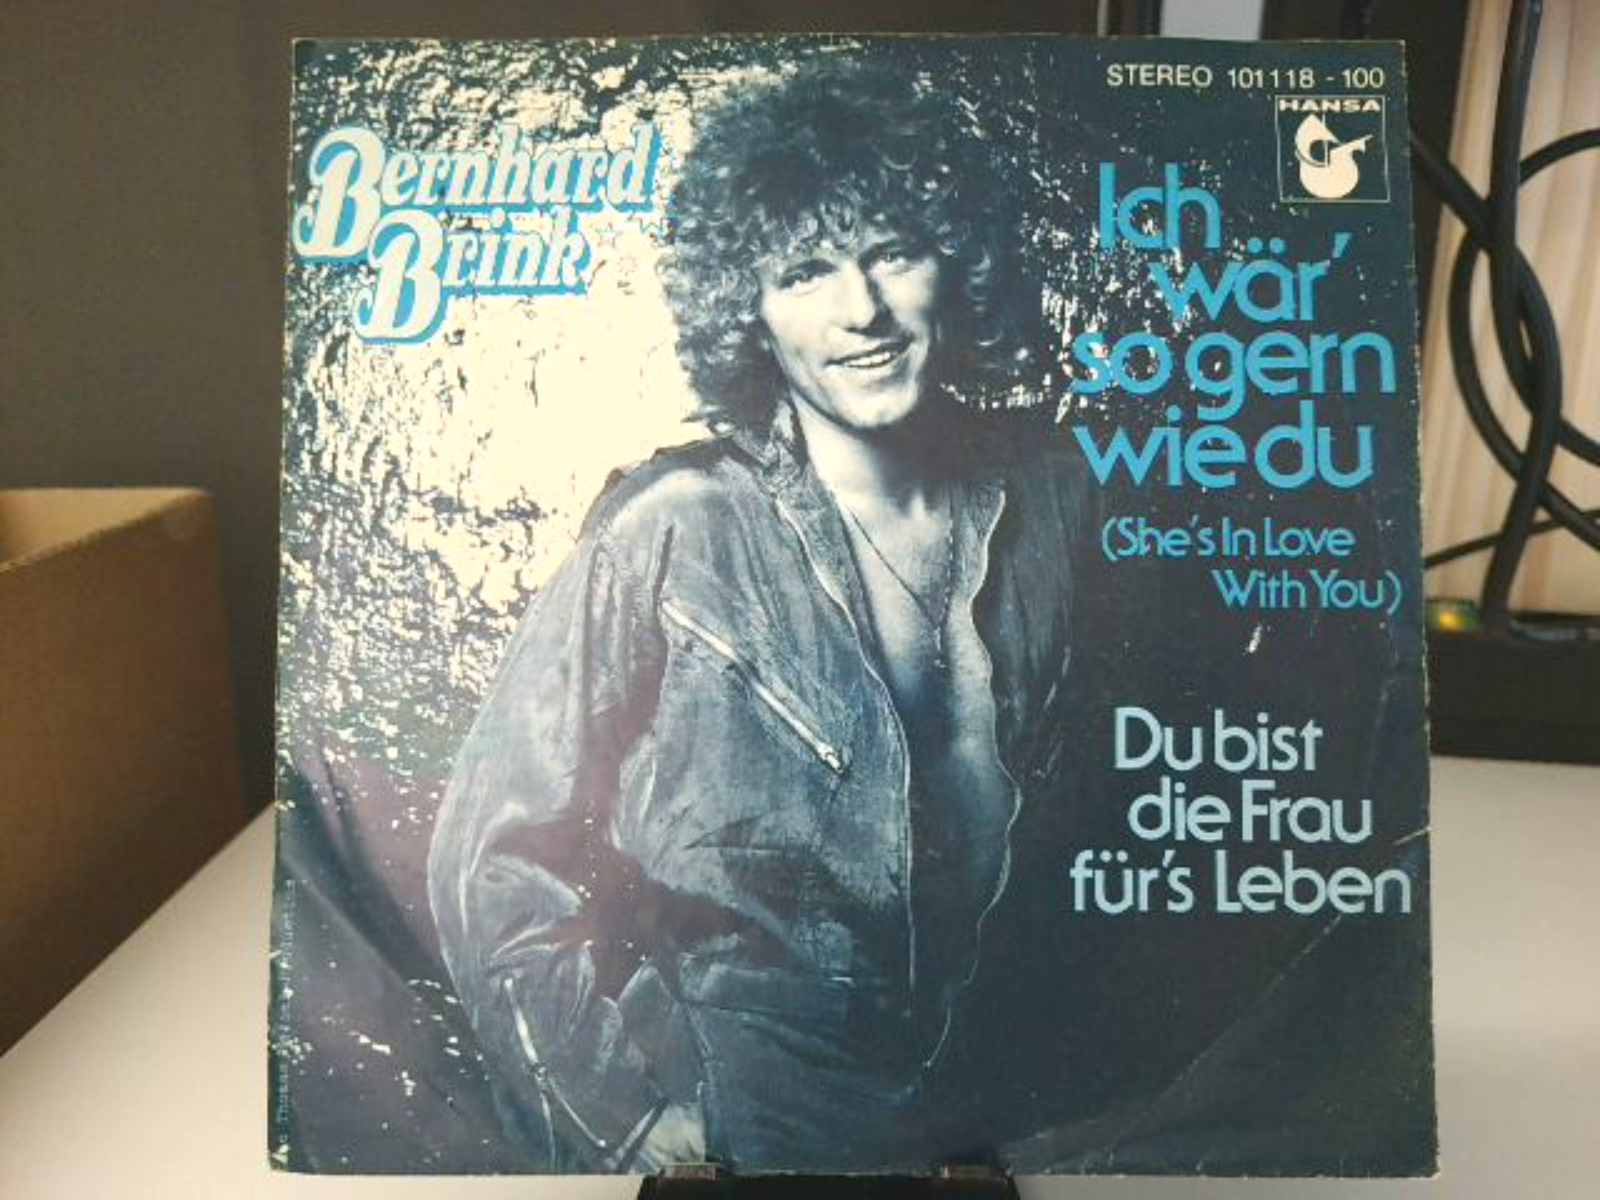 Bernhard
Brink
STEREO 101118 - 100
HANSA
Ich
wär'
so gern
wie du
(She's In Love
With You)
Du bist
die Frau
für's Leben